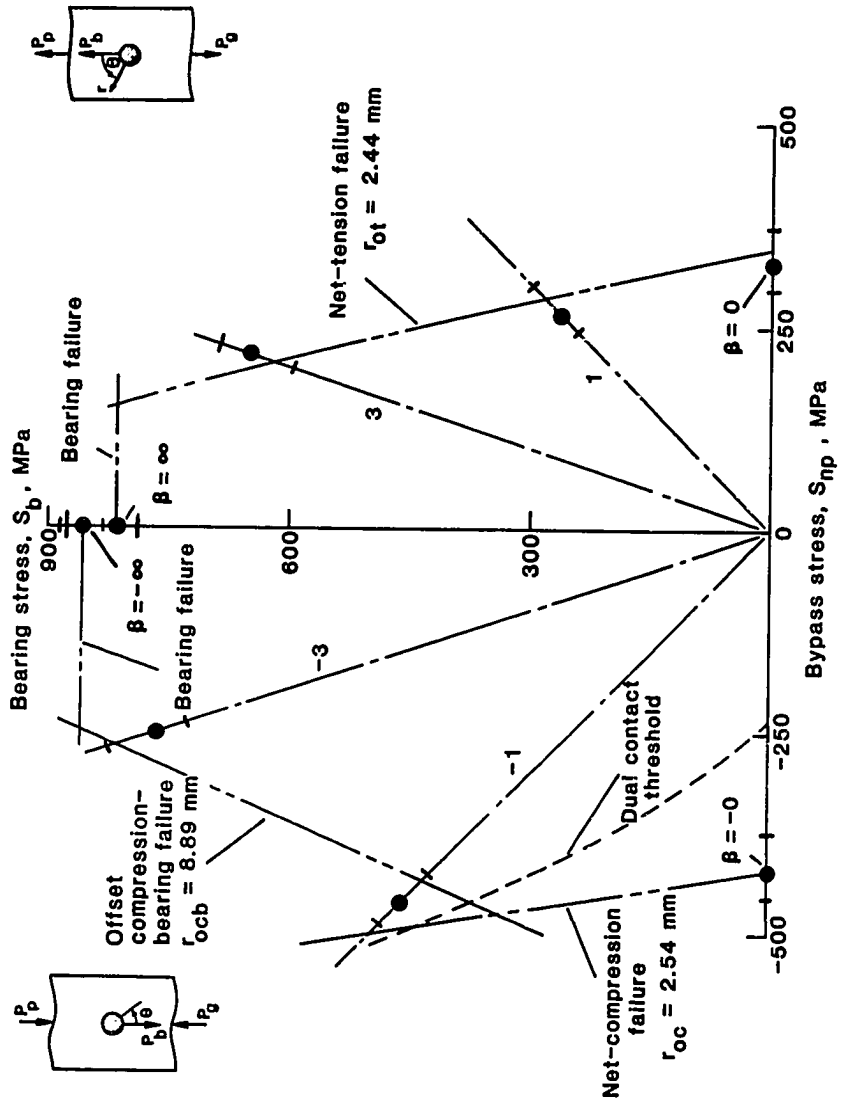 P_p
P_b
θ
r
P_g
P_p
P_b
θ
P_g
Bearing stress, S_b, MPa
900
600
300
0
Bearing failure
β = ∞
β = -∞
Bearing failure
Offset
compression-
bearing failure
r_ocb = 8.89 mm
Net-tension failure
r_ot = 2.44 mm
3
1
-3
-1
Dual contact
threshold
β = -0
β = 0
Net-compression
failure
r_oc = 2.54 mm
-500
-250
250
500
Bypass stress, S_np, MPa